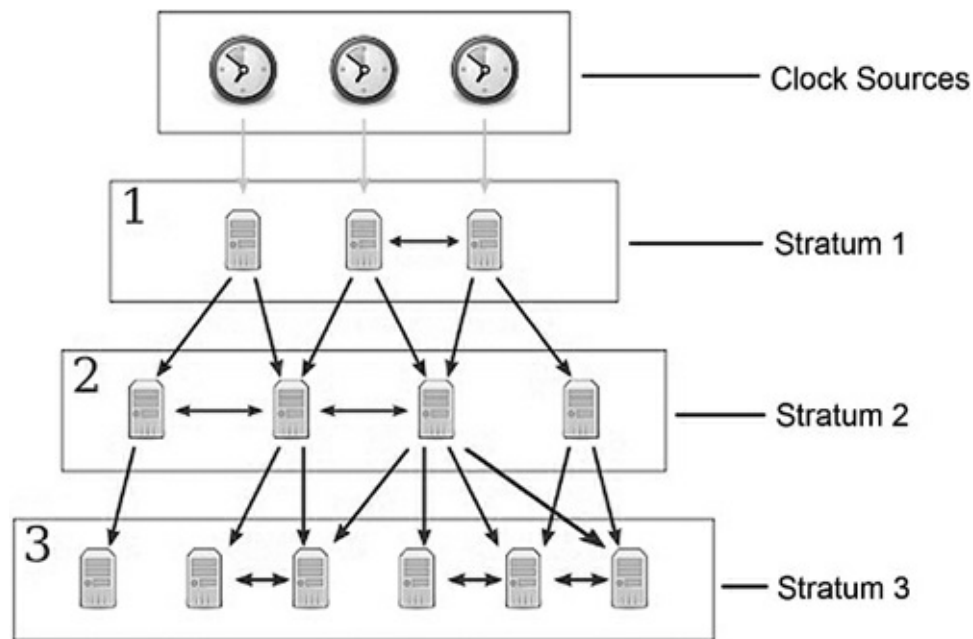 Clock Sources
1
Stratum 1
2
Stratum 2
3
Stratum 3